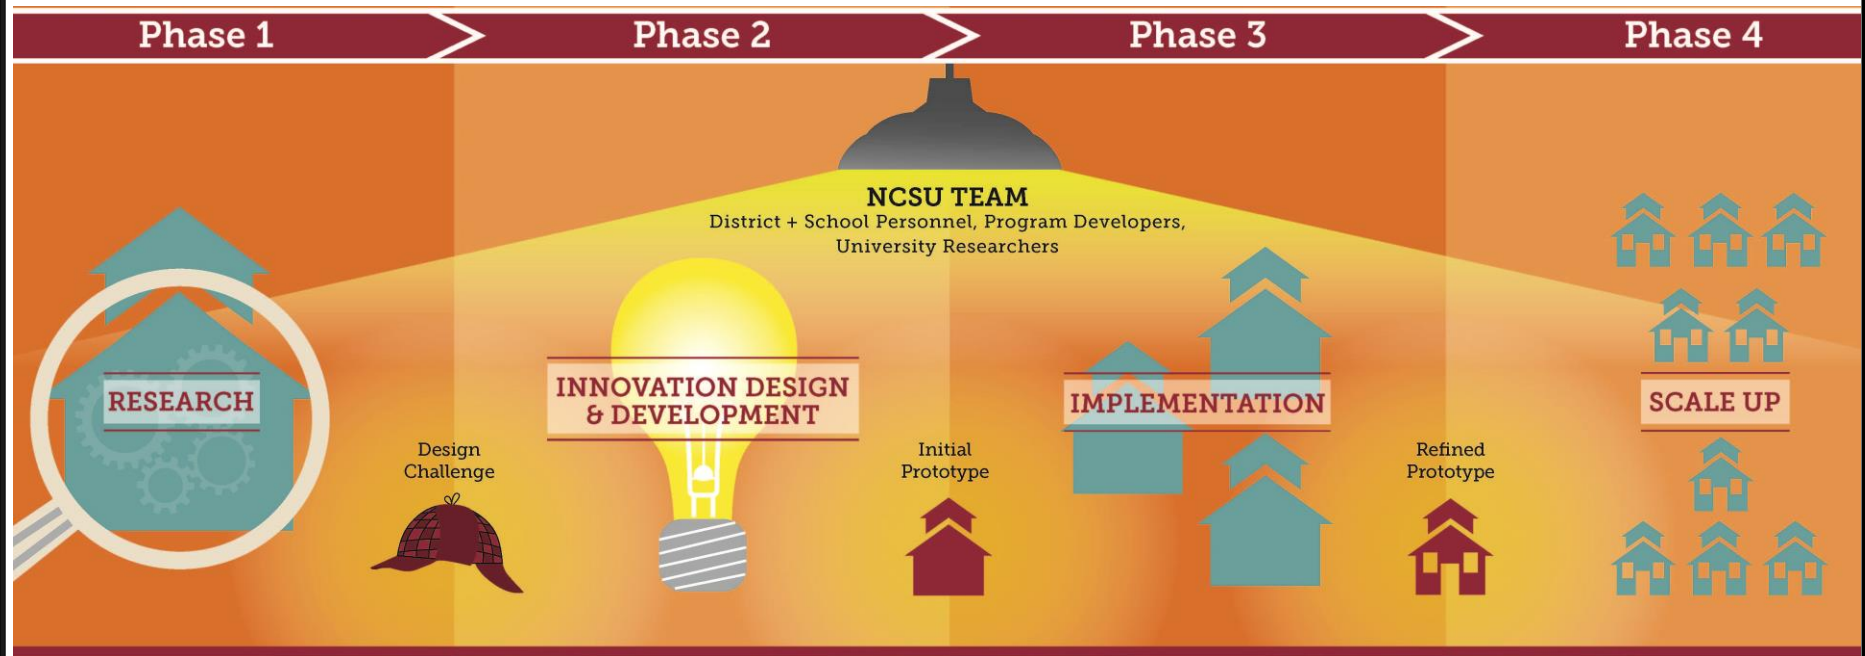 Phase 1
Phase 2
Phase 3
Phase 4
NCSU TEAM
District + School Personnel, Program Developers,
University Researchers
RESEARCH
Design
Challenge
INNOVATION DESIGN
& DEVELOPMENT
Initial
Prototype
IMPLEMENTATION
Refined
Prototype
SCALE UP